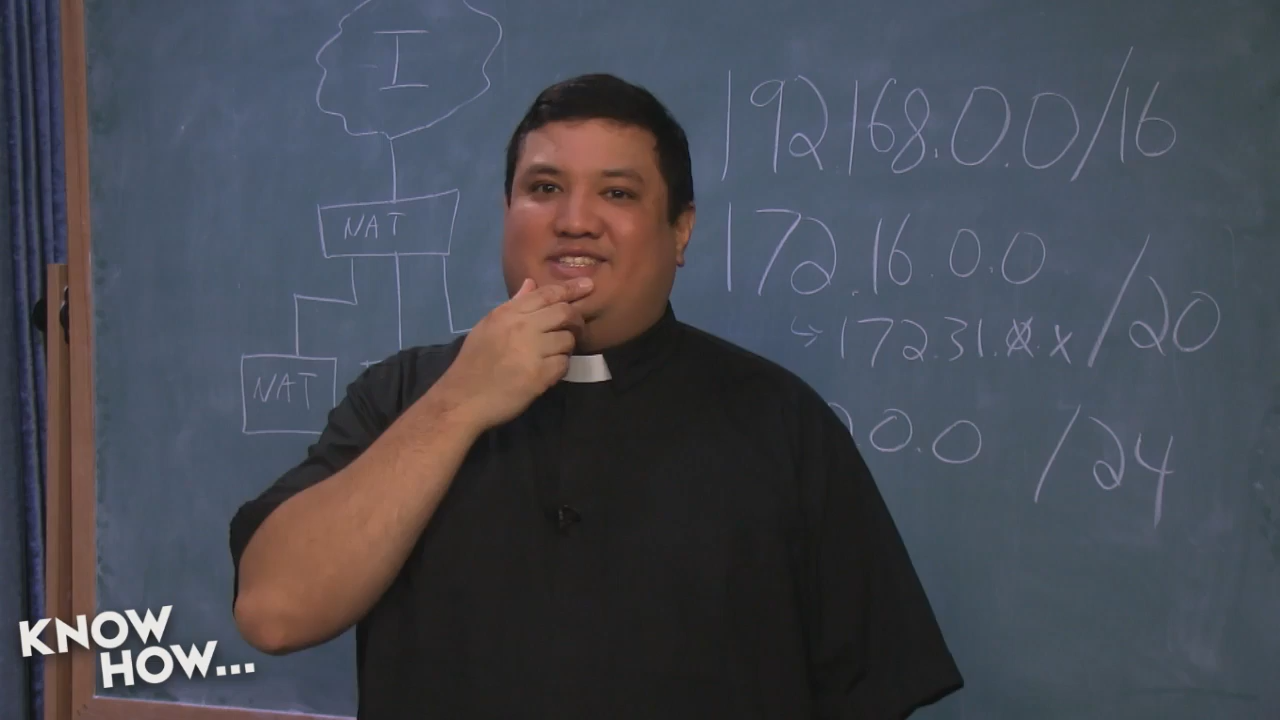 I
NAT
NAT
192.168.0.0/16
172.16.0.0
172.31.x.x
/20
0.0
/24
KNOW
HOW...